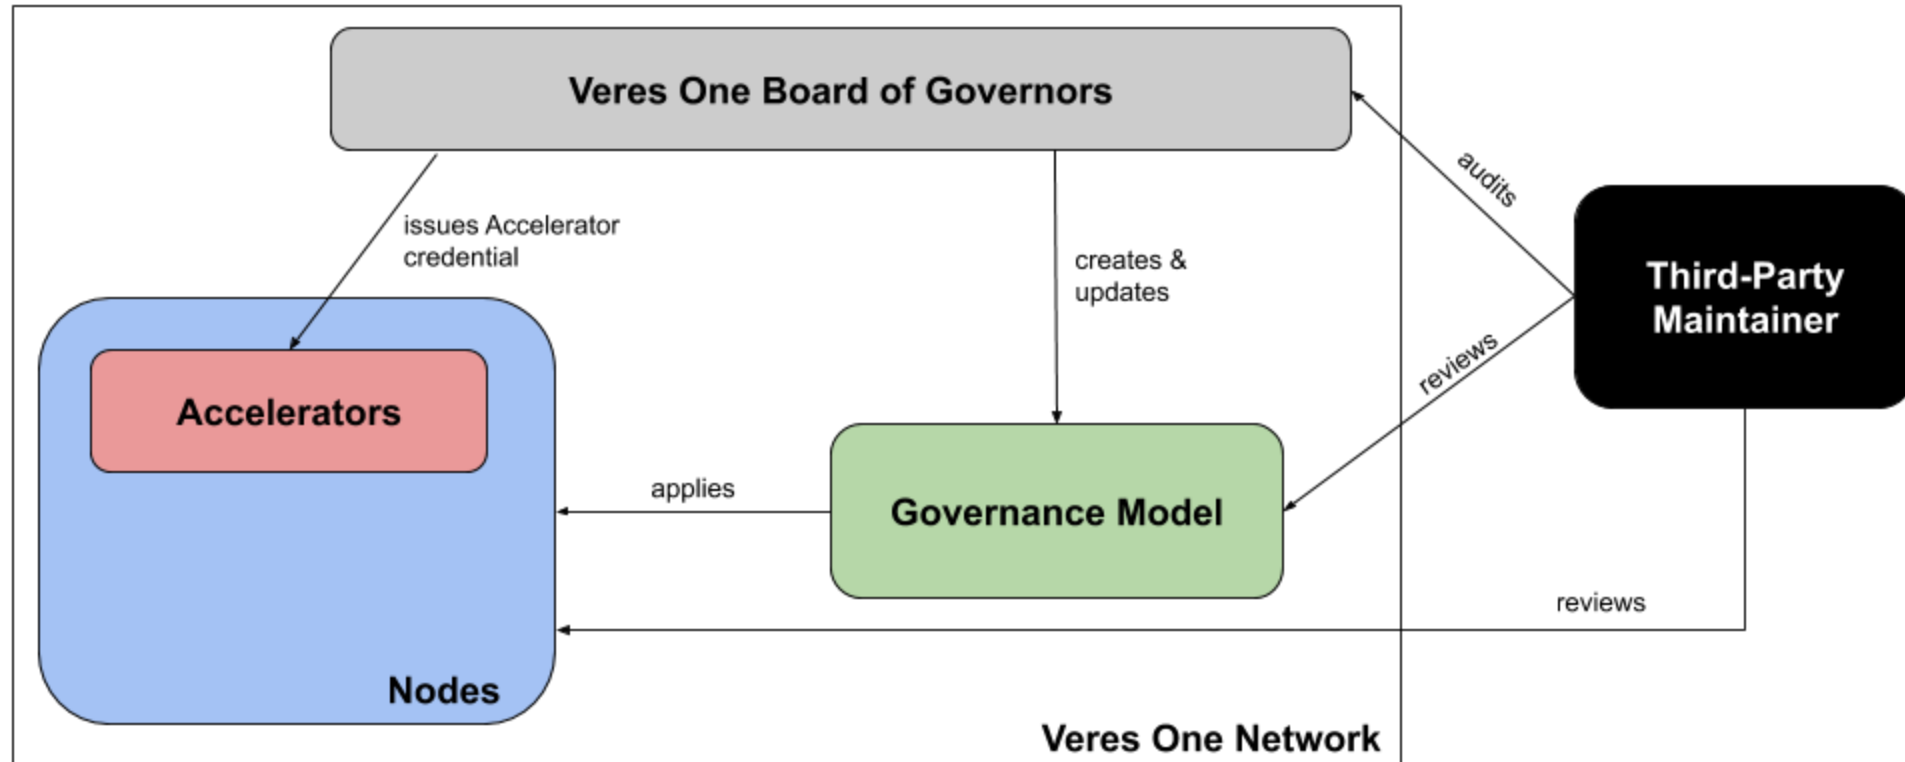 Veres One Board of Governors
audits
issues Accelerator
credential
creates &
updates
Third-Party
Maintainer
reviews
Accelerators
applies
Governance Model
reviews
Nodes
Veres One Network